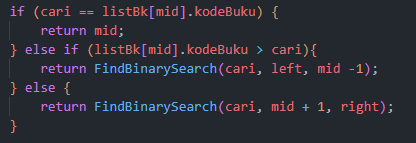 if (cari == listBk[mid].kodeBuku) {
    return mid;
} else if (listBk[mid].kodeBuku > cari){
    return FindBinarySearch(cari, left, mid -1);
} else {
    return FindBinarySearch(cari, mid + 1, right);
}